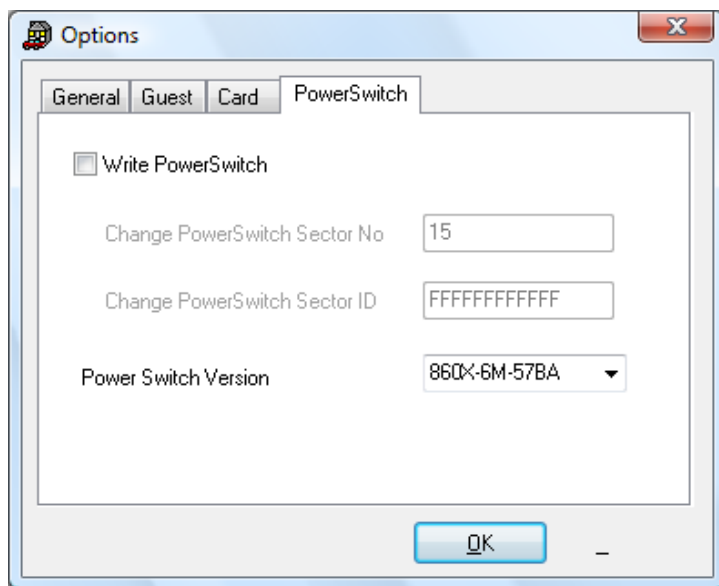 Options
General Guest Card PowerSwitch
Write PowerSwitch
Change PowerSwitch Sector No 15
Change PowerSwitch Sector ID FFFFFFFFFFFF
Power Switch Version 860X-6M-57BA
OK _